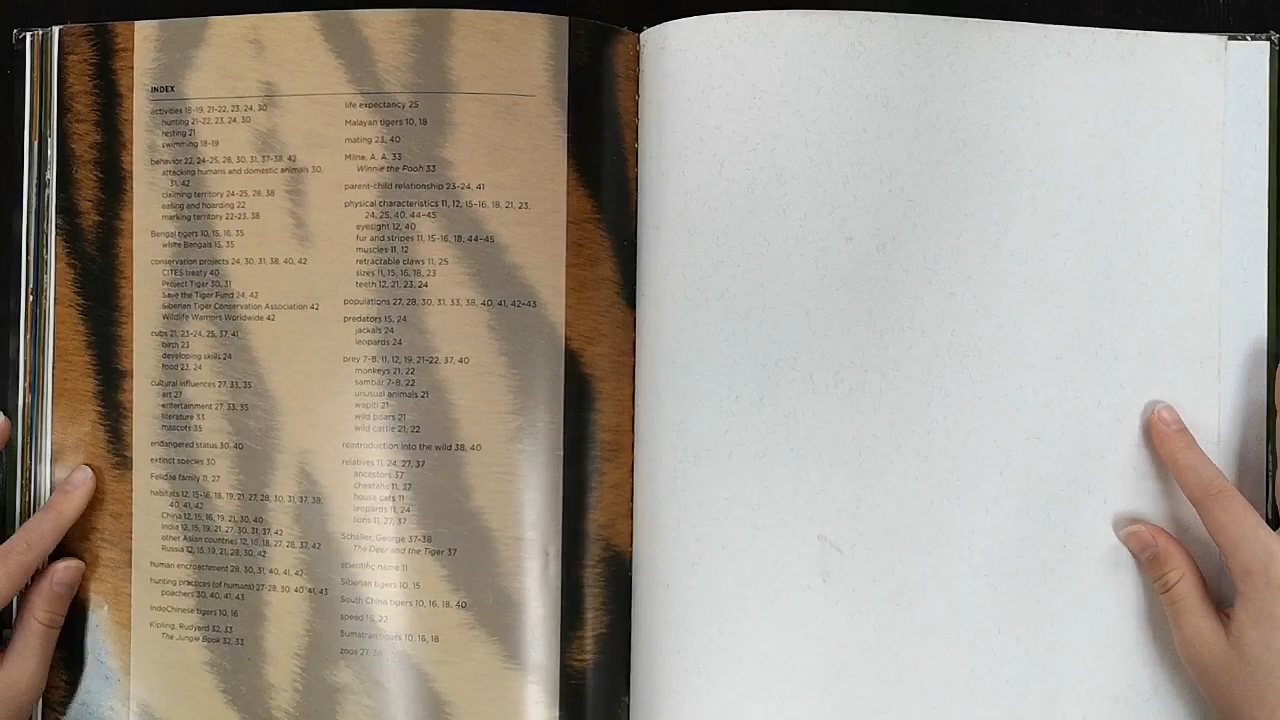 INDEX
activities 18-19, 21-22, 23, 24, 30
hunting 21-22, 23, 24, 30
resting 21
swimming 18-19
behavior 22, 24-25, 28, 30, 31, 37-38, 42
attacking humans and domestic animals 30,
31, 42
claiming territory 24-25, 28, 38
eating and hoarding 22
marking territory 22-23, 38
Bengal tigers 10, 15, 16, 35
white Bengals 15, 35
conservation projects 24, 30, 31, 38, 40, 42
CITES treaty 40
Project Tiger 30, 31
Save the Tiger Fund 24, 42
Siberian Tiger Conservation Association 42
Wildlife Warriors Worldwide 42
cubs 21, 23-24, 25, 37, 41
birth 23
developing skills 24
food 23, 24
cultural influences 27, 33, 35
art 27
entertainment 27, 33, 35
literature 33
mascots 35
endangered status 30, 40
extinct species 30
Felidae family 11, 27
habitats 12, 15-16, 18, 19, 21, 27, 28, 30, 31, 37, 38,
40, 41, 42
China 12, 15, 16, 19, 21, 30, 40
India 12, 15, 19, 21, 27, 30, 31, 37, 42
other Asian countries 12, 16, 18, 27, 28, 37, 42
Russia 12, 15, 19, 21, 28, 30, 42
human encroachment 28, 30, 31, 40, 41, 42
hunting practices (of humans) 27-28, 30, 40, 41, 43
poachers 30, 40, 41, 43
IndoChinese tigers 10, 16
Kipling, Rudyard 32, 33
The Jungle Book 32, 33
life expectancy 25
Malayan tigers 10, 18
mating 23, 40
Milne, A. A. 33
Winnie the Pooh 33
parent-child relationship 23-24, 41
physical characteristics 11, 12, 15-16, 18, 21, 23,
24, 25, 40, 44-45
eyesight 12, 40
fur and stripes 11, 15-16, 18, 44-45
muscles 11, 12
retractable claws 11, 25
sizes 11, 15, 16, 18, 23
teeth 12, 21, 23, 24
populations 27, 28, 30, 31, 33, 38, 40, 41, 42-43
predators 15, 24
jackals 24
leopards 24
prey 7-8, 11, 12, 19, 21-22, 37, 40
monkeys 21, 22
sambar 7-8, 22
unusual animals 21
wapiti 21
wild boars 21
wild cattle 21, 22
reintroduction into the wild 38, 40
relatives 11, 24, 27, 37
ancestors 37
cheetahs 11, 37
house cats 11
leopards 11, 24
lions 11, 27, 37
Schaller, George 37-38
The Deer and the Tiger 37
scientific name 11
Siberian tigers 10, 15
South China tigers 10, 16, 18, 40
speed 22
Sumatran tigers 10, 16, 18
zoos 27,